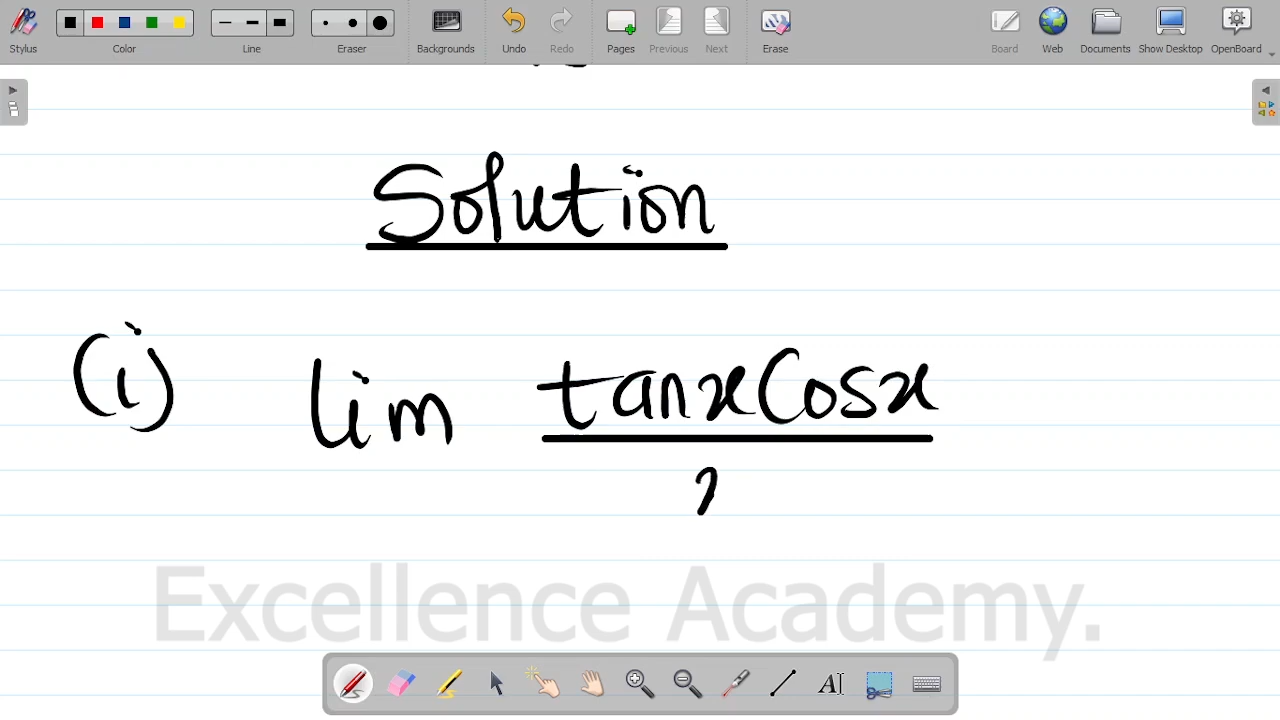 Stylus Color Line Eraser Backgrounds Undo Redo Pages Previous Next Erase Board Web Documents Show Desktop OpenBoard
Solution
(i) lim tanxCosx
Excellence Academy.